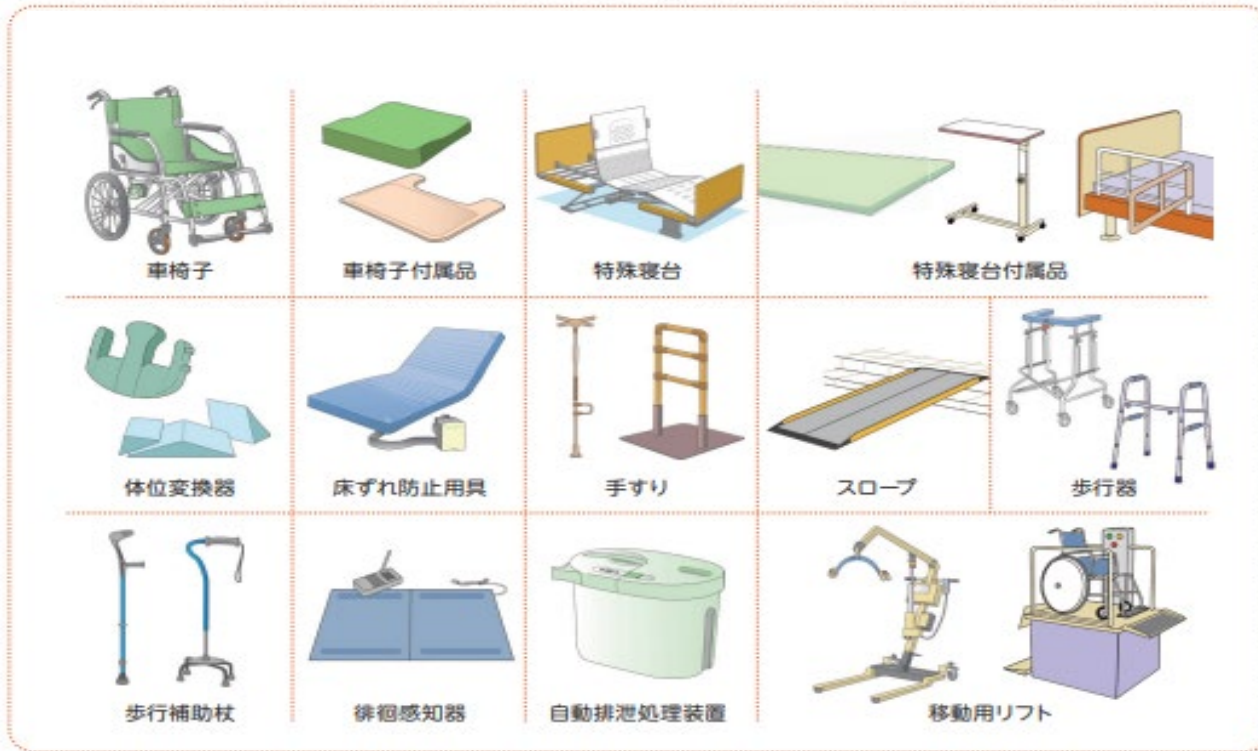 車椅子
車椅子付属品
特殊寝台
特殊寝台付属品
体位変換器
床ずれ防止用具
手すり
スロープ
歩行器
歩行補助杖
徘徊感知器
自動排泄処理装置
移動用リフト